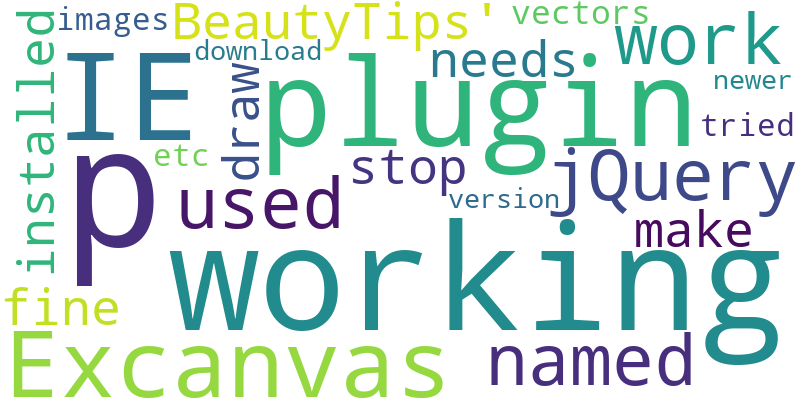 images
BeautyTips'
vectors
installed
IE
download
plugin
needs
work
newer
draw
tried
p
etc
stop
jQuery
used
version
make
working
fine
Excanvas
named